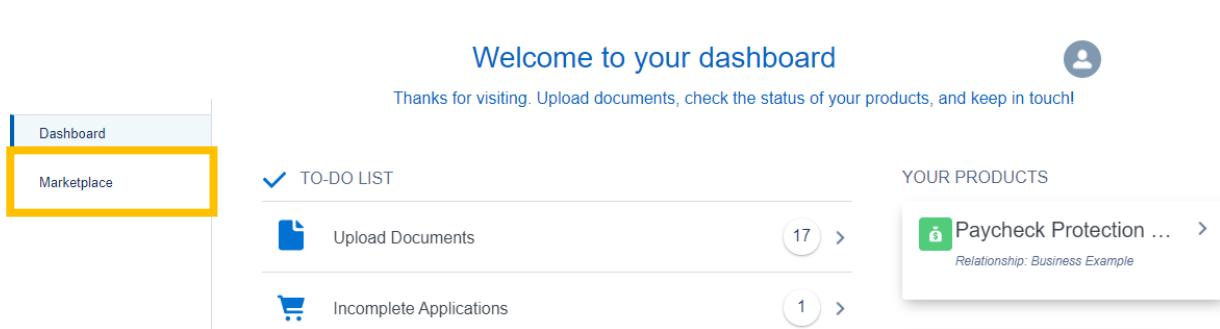 Welcome to your dashboard
Thanks for visiting. Upload documents, check the status of your products, and keep in touch!
Dashboard
Marketplace
TO-DO LIST
Upload Documents
17
Incomplete Applications
1
YOUR PRODUCTS
Paycheck Protection ...
Relationship: Business Example